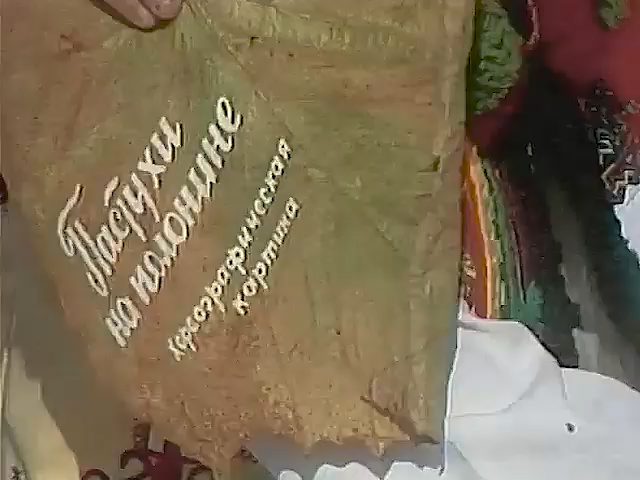 Пастухи
на полонине
хореографическая
картина